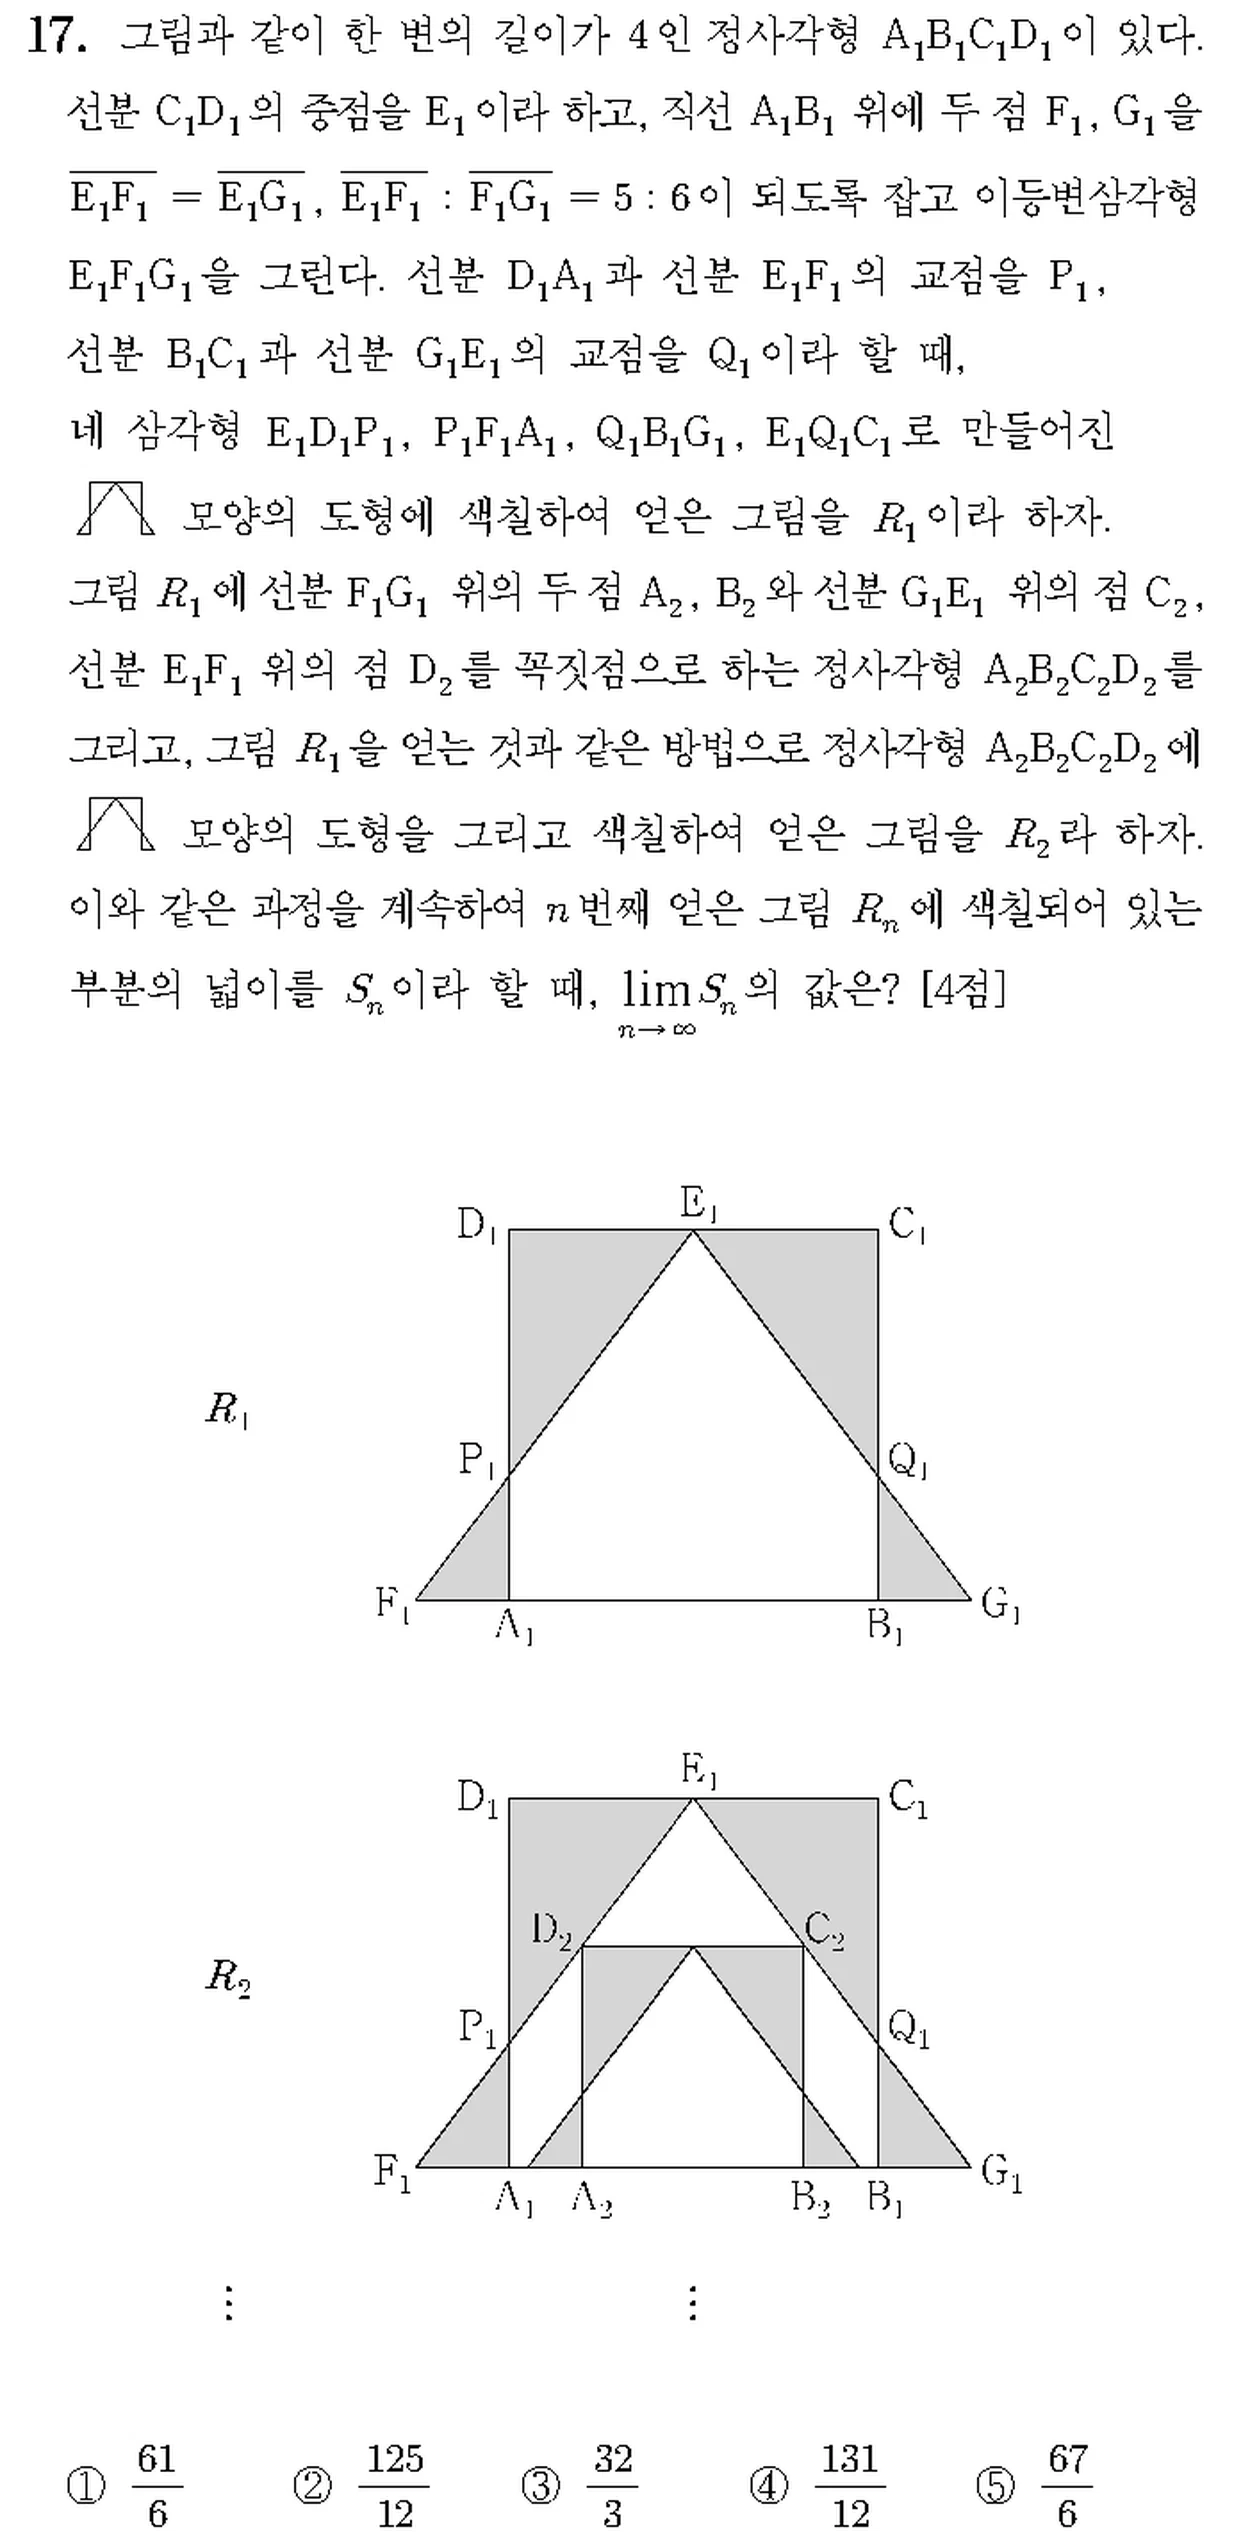 17. 그림과 같이 한 변의 길이가 4인 정사각형 A₁B₁C₁D₁이 있다.
선분 C₁D₁의 중점을 E₁이라 하고, 직선 A₁B₁ 위에 두 점 F₁, G₁을
E̅₁̅F̅₁̅ = E̅₁̅G̅₁̅, E̅₁̅F̅₁̅ : F̅₁̅G̅₁̅ = 5 : 6이 되도록 잡고 이등변삼각형
E₁F₁G₁을 그린다. 선분 D₁A₁과 선분 E₁F₁의 교점을 P₁,
선분 B₁C₁과 선분 G₁E₁의 교점을 Q₁이라 할 때,
네 삼각형 E₁D₁P₁, P₁F₁A₁, Q₁B₁G₁, E₁Q₁C₁로 만들어진
모양의 도형에 색칠하여 얻은 그림을 R₁이라 하자.
그림 R₁에 선분 F₁G₁ 위의 두 점 A₂, B₂와 선분 G₁E₁ 위의 점 C₂,
선분 E₁F₁ 위의 점 D₂를 꼭짓점으로 하는 정사각형 A₂B₂C₂D₂를
그리고, 그림 R₁을 얻는 것과 같은 방법으로 정사각형 A₂B₂C₂D₂에
모양의 도형을 그리고 색칠하여 얻은 그림을 R₂라 하자.
이와 같은 과정을 계속하여 n번째 얻은 그림 Rₙ에 색칠되어 있는
부분의 넓이를 Sₙ이라 할 때, lim Sₙ의 값은? [4점]
n→∞
E₁
D₁ C₁
R₁
P₁ Q₁
F₁ G₁
A₁ B₁
E₁
D₁ C₁
D₂ C₂
R₂
P₁ Q₁
F₁ G₁
A₁ A₂ B₂ B₁
⋮ ⋮
① 61/6 ② 125/12 ③ 32/3 ④ 131/12 ⑤ 67/6